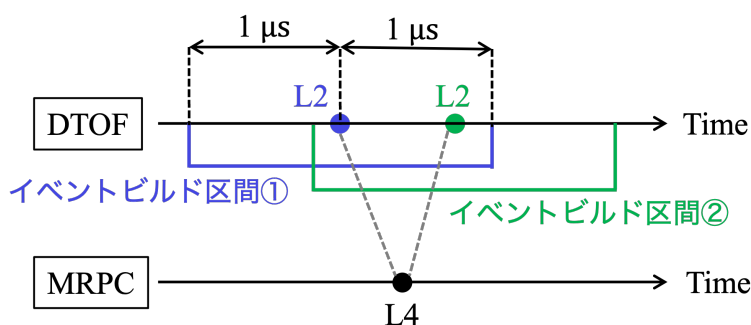 1 μs 1 μs
L2 L2
DTOF Time
イベントビルド区間①
イベントビルド区間②
MRPC Time
L4